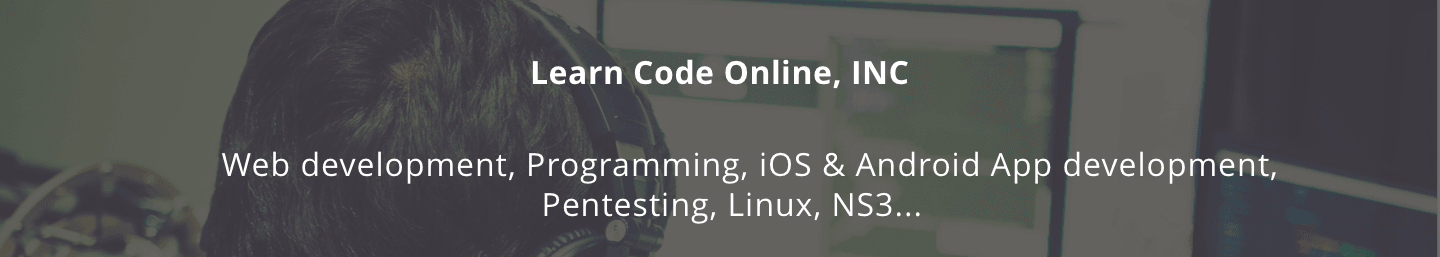 Learn Code Online, INC
Web development, Programming, iOS & Android App development,
Pentesting, Linux, NS3...